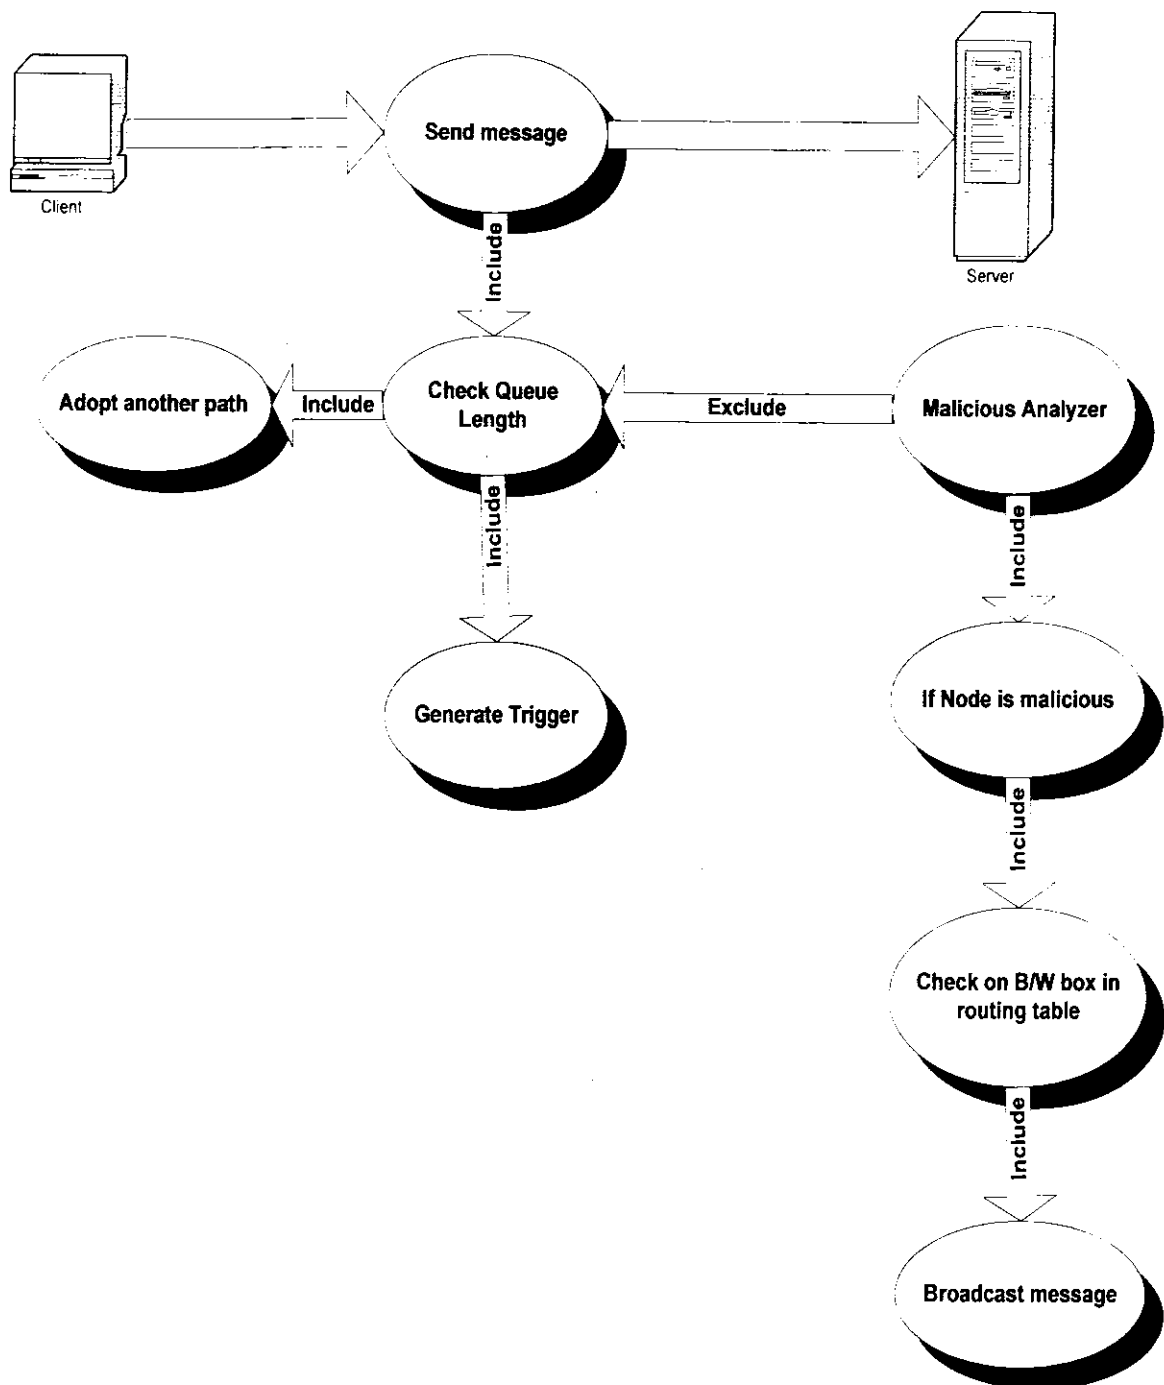 Send message
Client
Include
Server
Adopt another path
Include
Check Queue
Length
Exclude
Malicious Analyzer
Include
Include
Generate Trigger
If Node is malicious
Include
Check on B/W box in
routing table
Include
Broadcast message